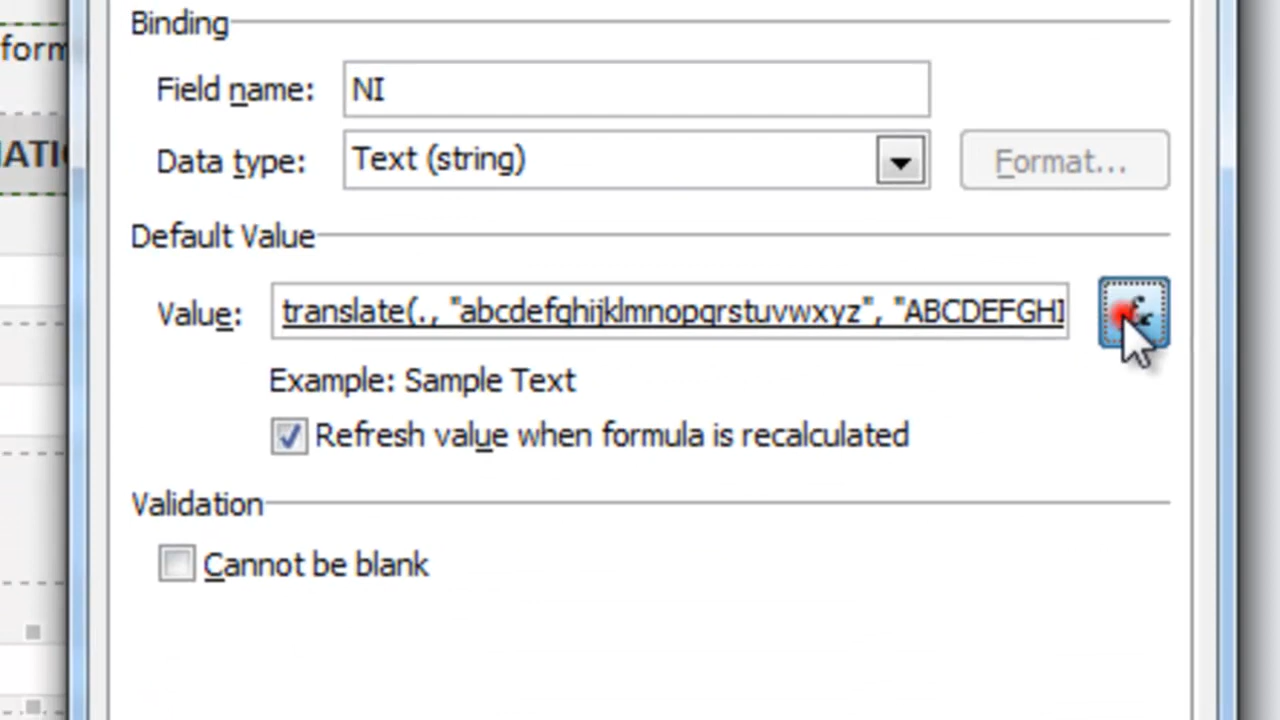 Binding
form
Field name: NI
Data type: Text (string) Format...
Default Value
Value: translate(., "abcdefghijklmnopqrstuvwxyz", "ABCDEFGHI
Example: Sample Text
Refresh value when formula is recalculated
Validation
Cannot be blank